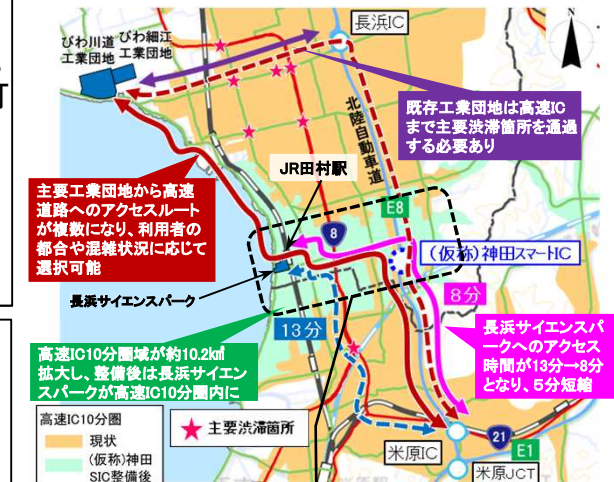 長浜IC
びわ川道
工業団地
びわ細江
工業団地
N
北陸自動車道
既存工業団地は高速IC
まで主要渋滞箇所を通過
する必要あり
JR田村駅
主要工業団地から高速
道路へのアクセスルート
が複数になり、利用者の
都合や混雑状況に応じて
選択可能
E8
8
(仮称)神田スマートIC
長浜サイエンスパーク
8分
13分
長浜サイエンスパ
ークへのアクセス
時間が13分→8分
となり、5分短縮
高速IC10分圏域が約10.2㎢
拡大し、整備後は長浜サイエン
スパークが高速IC10分圏内に
高速IC10分圏
現状
(仮称)神田
SIC整備後
主要渋滞箇所
米原IC
21
E1
米原JCT